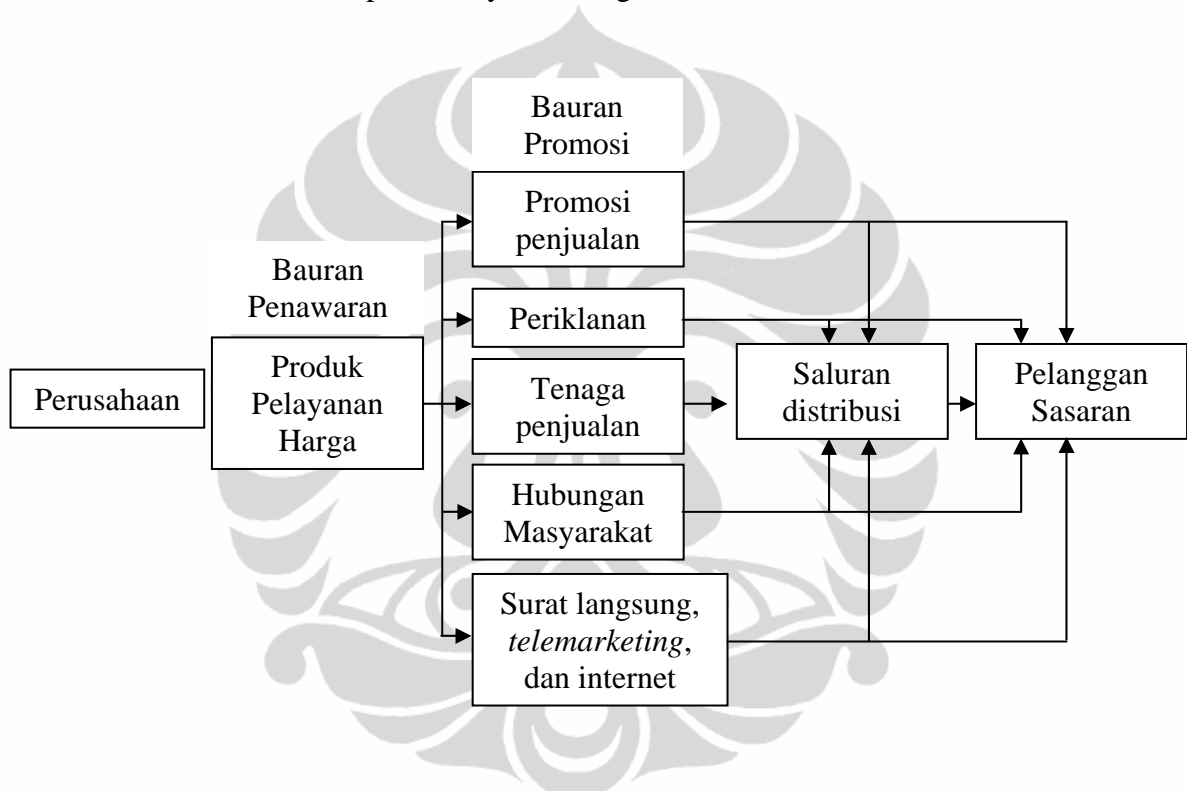 Bauran
Promosi
Promosi
penjualan
Bauran
Penawaran
Periklanan
Perusahaan
Produk
Pelayanan
Harga
Tenaga
penjualan
Saluran
distribusi
Pelanggan
Sasaran
Hubungan
Masyarakat
Surat langsung,
telemarketing,
dan internet